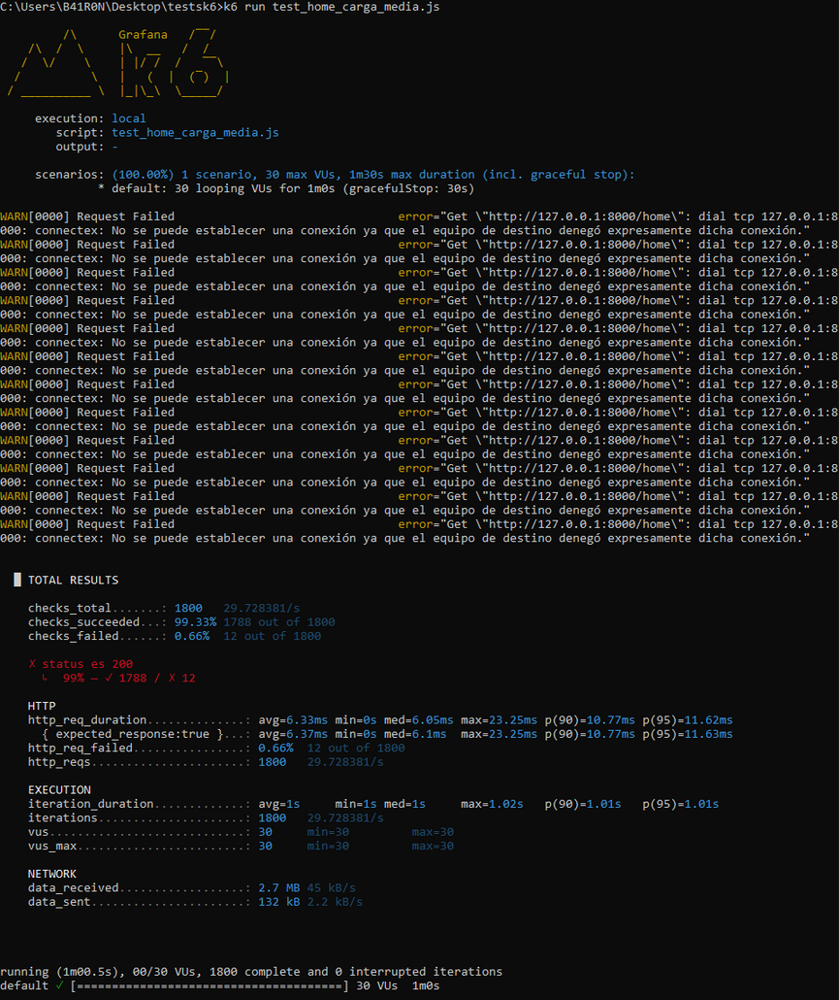 C:\Users\B41R0N\Desktop\testsk6>k6 run test_home_carga_media.js
Grafana
k6
execution: local
script: test_home_carga_media.js
output: -
scenarios: (100.00%) 1 scenario, 30 max VUs, 1m30s max duration (incl. graceful stop):
* default: 30 looping VUs for 1m0s (gracefulStop: 30s)
WARN[0000] Request Failed error="Get \"http://127.0.0.1:8000/home\": dial tcp 127.0.0.1:8
000: connectex: No se puede establecer una conexión ya que el equipo de destino denegó expresamente dicha conexión."
WARN[0000] Request Failed error="Get \"http://127.0.0.1:8000/home\": dial tcp 127.0.0.1:8
000: connectex: No se puede establecer una conexión ya que el equipo de destino denegó expresamente dicha conexión."
WARN[0000] Request Failed error="Get \"http://127.0.0.1:8000/home\": dial tcp 127.0.0.1:8
000: connectex: No se puede establecer una conexión ya que el equipo de destino denegó expresamente dicha conexión."
WARN[0000] Request Failed error="Get \"http://127.0.0.1:8000/home\": dial tcp 127.0.0.1:8
000: connectex: No se puede establecer una conexión ya que el equipo de destino denegó expresamente dicha conexión."
WARN[0000] Request Failed error="Get \"http://127.0.0.1:8000/home\": dial tcp 127.0.0.1:8
000: connectex: No se puede establecer una conexión ya que el equipo de destino denegó expresamente dicha conexión."
WARN[0000] Request Failed error="Get \"http://127.0.0.1:8000/home\": dial tcp 127.0.0.1:8
000: connectex: No se puede establecer una conexión ya que el equipo de destino denegó expresamente dicha conexión."
WARN[0000] Request Failed error="Get \"http://127.0.0.1:8000/home\": dial tcp 127.0.0.1:8
000: connectex: No se puede establecer una conexión ya que el equipo de destino denegó expresamente dicha conexión."
WARN[0000] Request Failed error="Get \"http://127.0.0.1:8000/home\": dial tcp 127.0.0.1:8
000: connectex: No se puede establecer una conexión ya que el equipo de destino denegó expresamente dicha conexión."
WARN[0000] Request Failed error="Get \"http://127.0.0.1:8000/home\": dial tcp 127.0.0.1:8
000: connectex: No se puede establecer una conexión ya que el equipo de destino denegó expresamente dicha conexión."
WARN[0000] Request Failed error="Get \"http://127.0.0.1:8000/home\": dial tcp 127.0.0.1:8
000: connectex: No se puede establecer una conexión ya que el equipo de destino denegó expresamente dicha conexión."
WARN[0000] Request Failed error="Get \"http://127.0.0.1:8000/home\": dial tcp 127.0.0.1:8
000: connectex: No se puede establecer una conexión ya que el equipo de destino denegó expresamente dicha conexión."
WARN[0000] Request Failed error="Get \"http://127.0.0.1:8000/home\": dial tcp 127.0.0.1:8
000: connectex: No se puede establecer una conexión ya que el equipo de destino denegó expresamente dicha conexión."
█ TOTAL RESULTS
checks_total.......: 1800 29.728381/s
checks_succeeded...: 99.33% 1788 out of 1800
checks_failed......: 0.66% 12 out of 1800
✗ status es 200
↳ 99% — ✓ 1788 / ✗ 12
HTTP
http_req_duration..............: avg=6.33ms min=0s med=6.05ms max=23.25ms p(90)=10.77ms p(95)=11.62ms
{ expected_response:true }...: avg=6.37ms min=0s med=6.1ms max=23.25ms p(90)=10.77ms p(95)=11.63ms
http_req_failed................: 0.66% 12 out of 1800
http_reqs......................: 1800 29.728381/s
EXECUTION
iteration_duration.............: avg=1s min=1s med=1s max=1.02s p(90)=1.01s p(95)=1.01s
iterations.....................: 1800 29.728381/s
vus............................: 30 min=30 max=30
vus_max........................: 30 min=30 max=30
NETWORK
data_received..................: 2.7 MB 45 kB/s
data_sent......................: 132 kB 2.2 kB/s
running (1m00.5s), 00/30 VUs, 1800 complete and 0 interrupted iterations
default ✓ [======================================] 30 VUs 1m0s